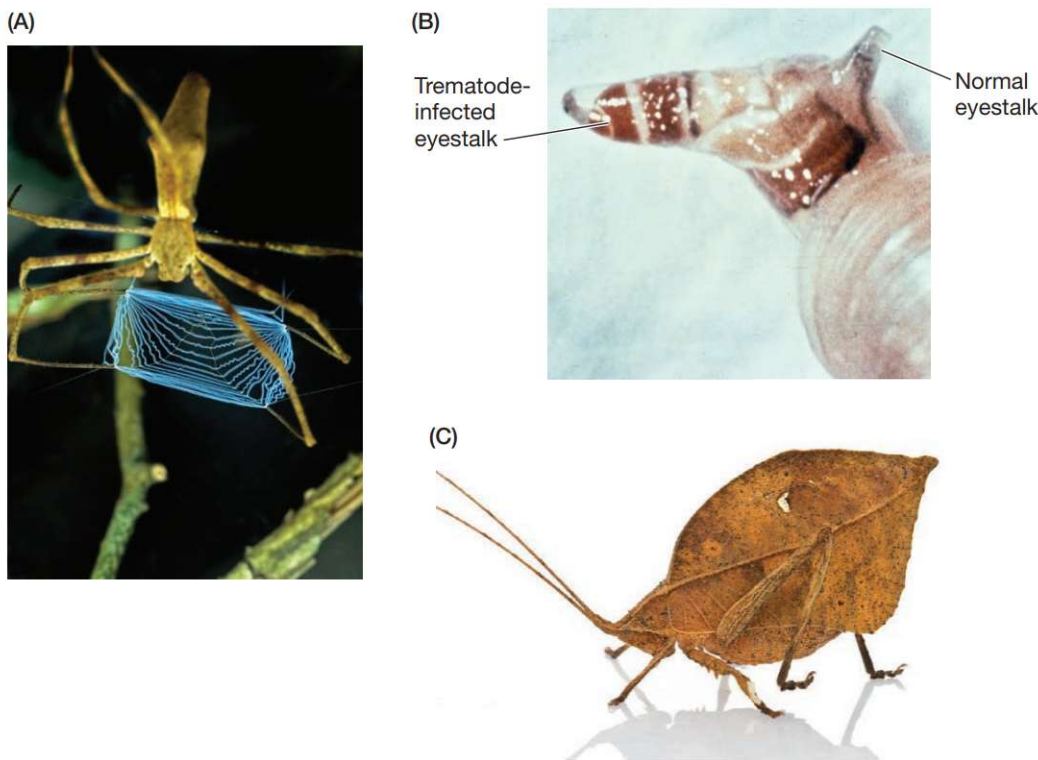 (A)
(B)
Trematode-
infected
eyestalk
Normal
eyestalk
(C)